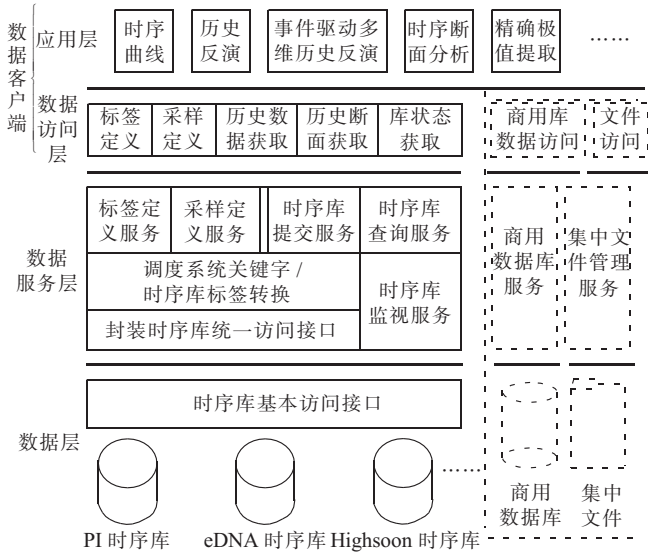 数据客户端
应用层
时序
曲线
历史
反演
事件驱动多
维历史反演
时序断
面分析
精确极
值提取
……
数据
访问
层
标签
定义
采样
定义
历史数
据获取
历史断
面获取
库状态
获取
商用库
数据访问
文件
访问
数据
服务层
标签定
义服务
采样定
义服务
时序库
提交服务
时序库
查询服务
调度系统关键字/
时序库标签转换
封装时序库统一访问接口
时序库
监视服务
商用
数据库
服务
集中文
件管理
服务
数据层
时序库基本访问接口
……
PI 时序库
eDNA 时序库
Highsoon 时序库
商用
数据库
集中
文件